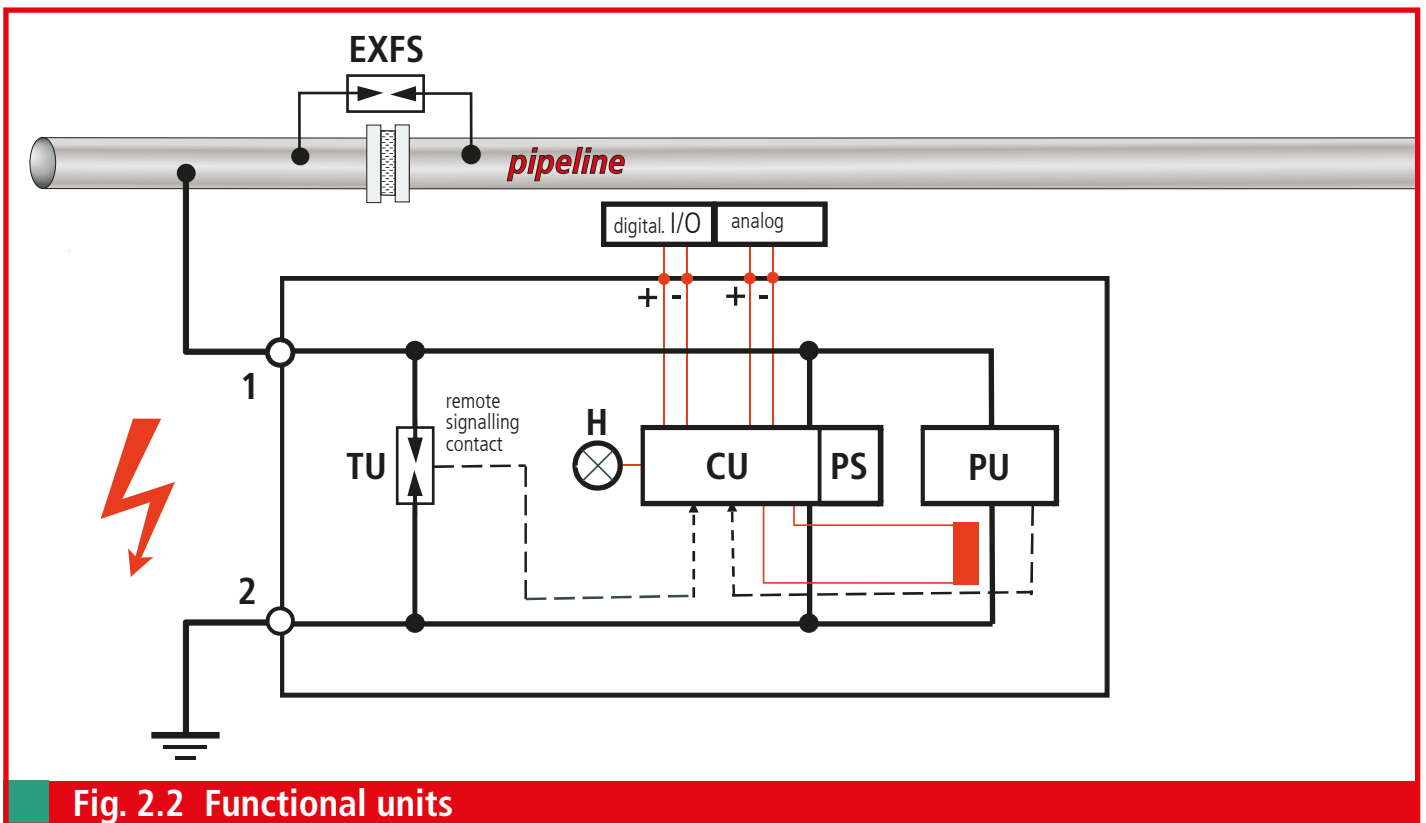 EXFS
pipeline
digital. I/O
analog
+ -
+ -
1
remote
signalling
contact
TU
H
CU
PS
PU
2
Fig. 2.2 Functional units